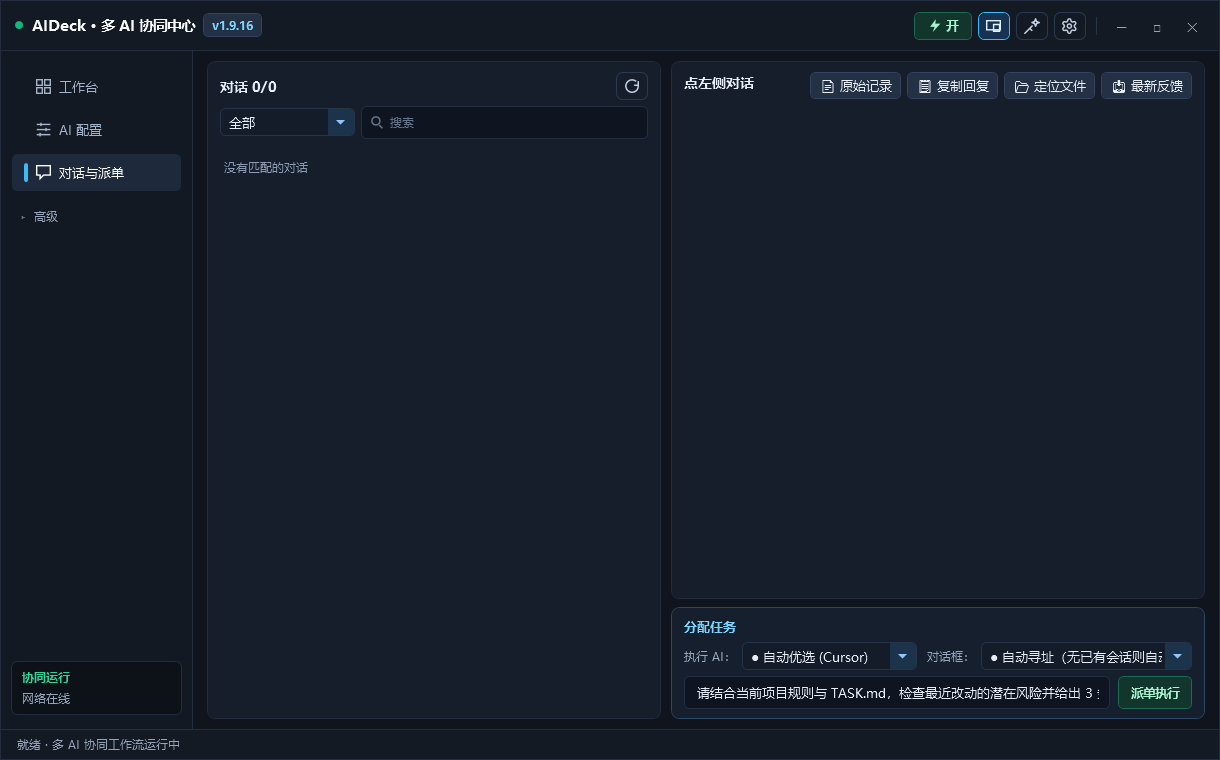 AIDeck • 多 AI 协同中心 v1.9.16 开
工作台
AI 配置
对话与派单
高级
对话 0/0
全部 搜索
没有匹配的对话
点左侧对话 原始记录 复制回复 定位文件 最新反馈
分配任务
执行 AI: ● 自动优选 (Cursor) 对话框: ● 自动寻址（无已有会话则自
请结合当前项目规则与 TASK.md，检查最近改动的潜在风险并给出 3
派单执行
协同运行
网络在线
就绪 · 多 AI 协同工作流运行中